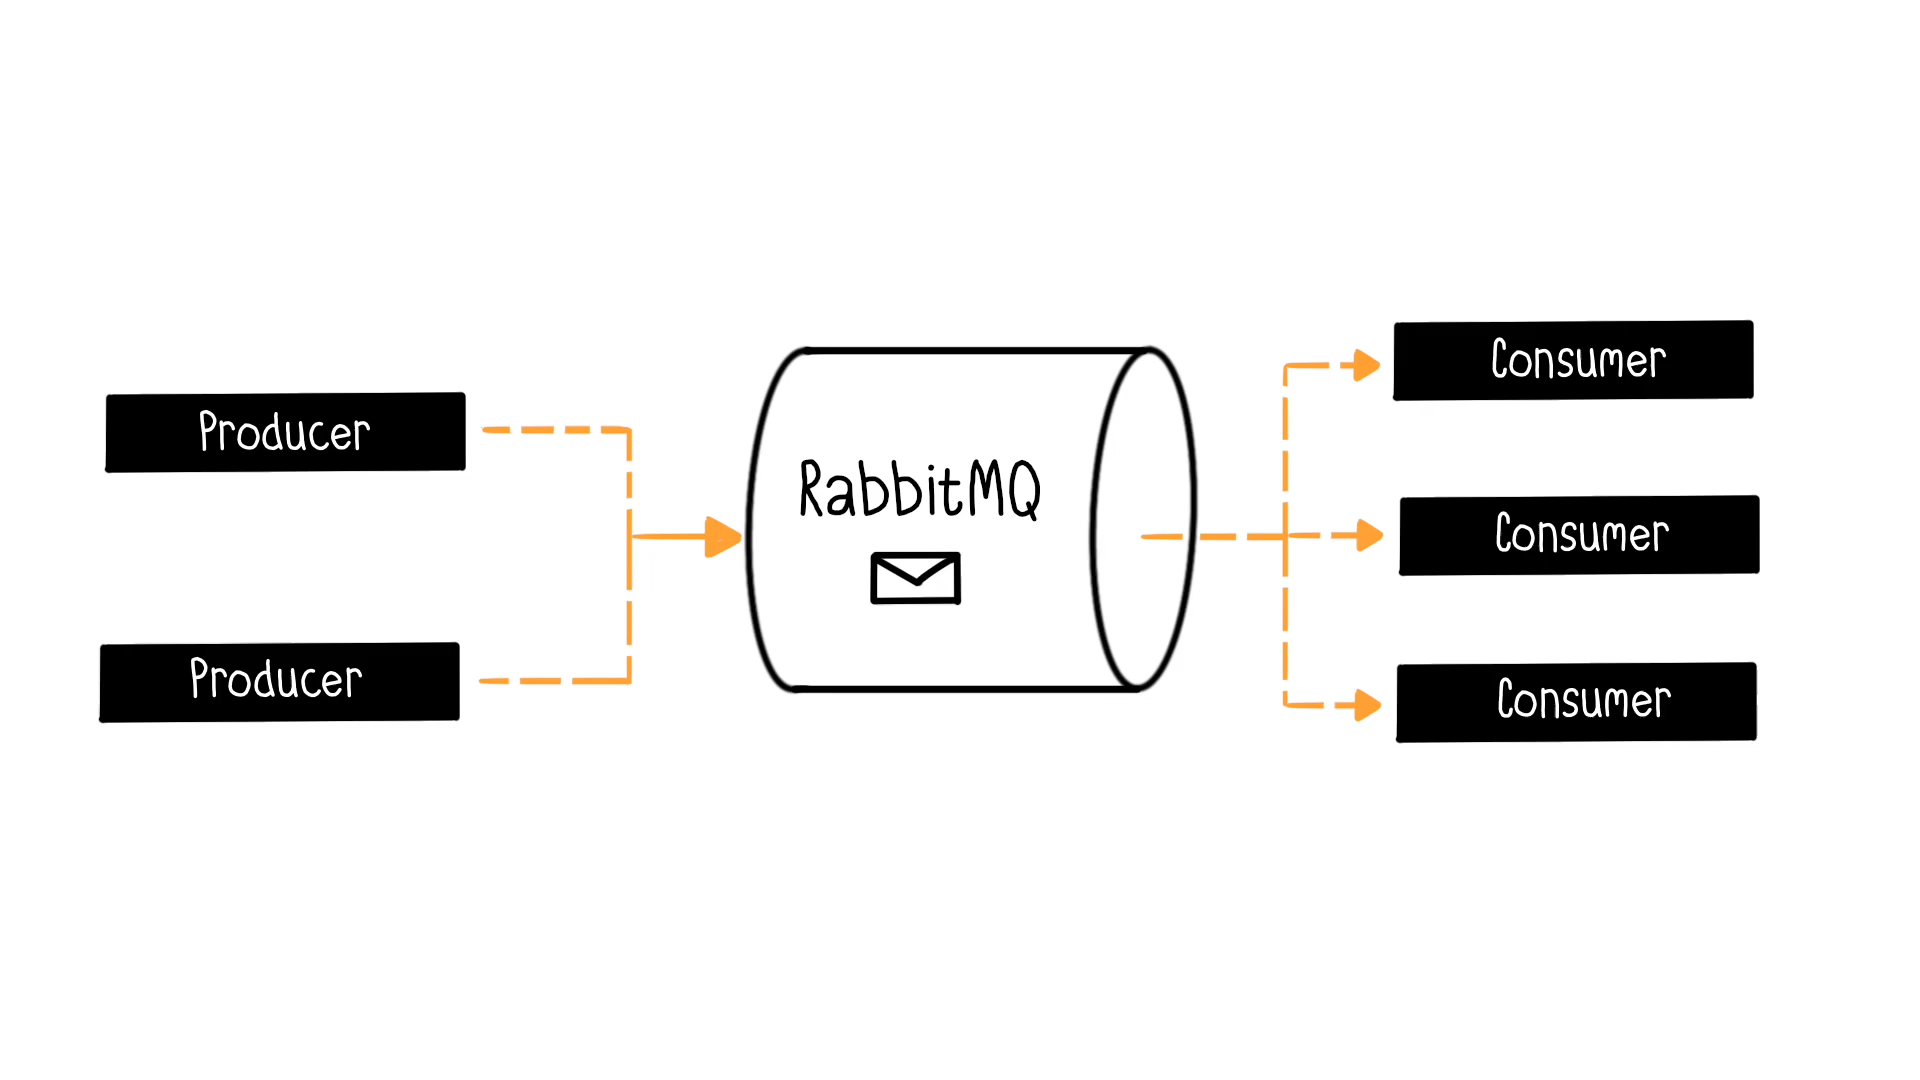 Producer
Producer
RabbitMQ
Consumer
Consumer
Consumer